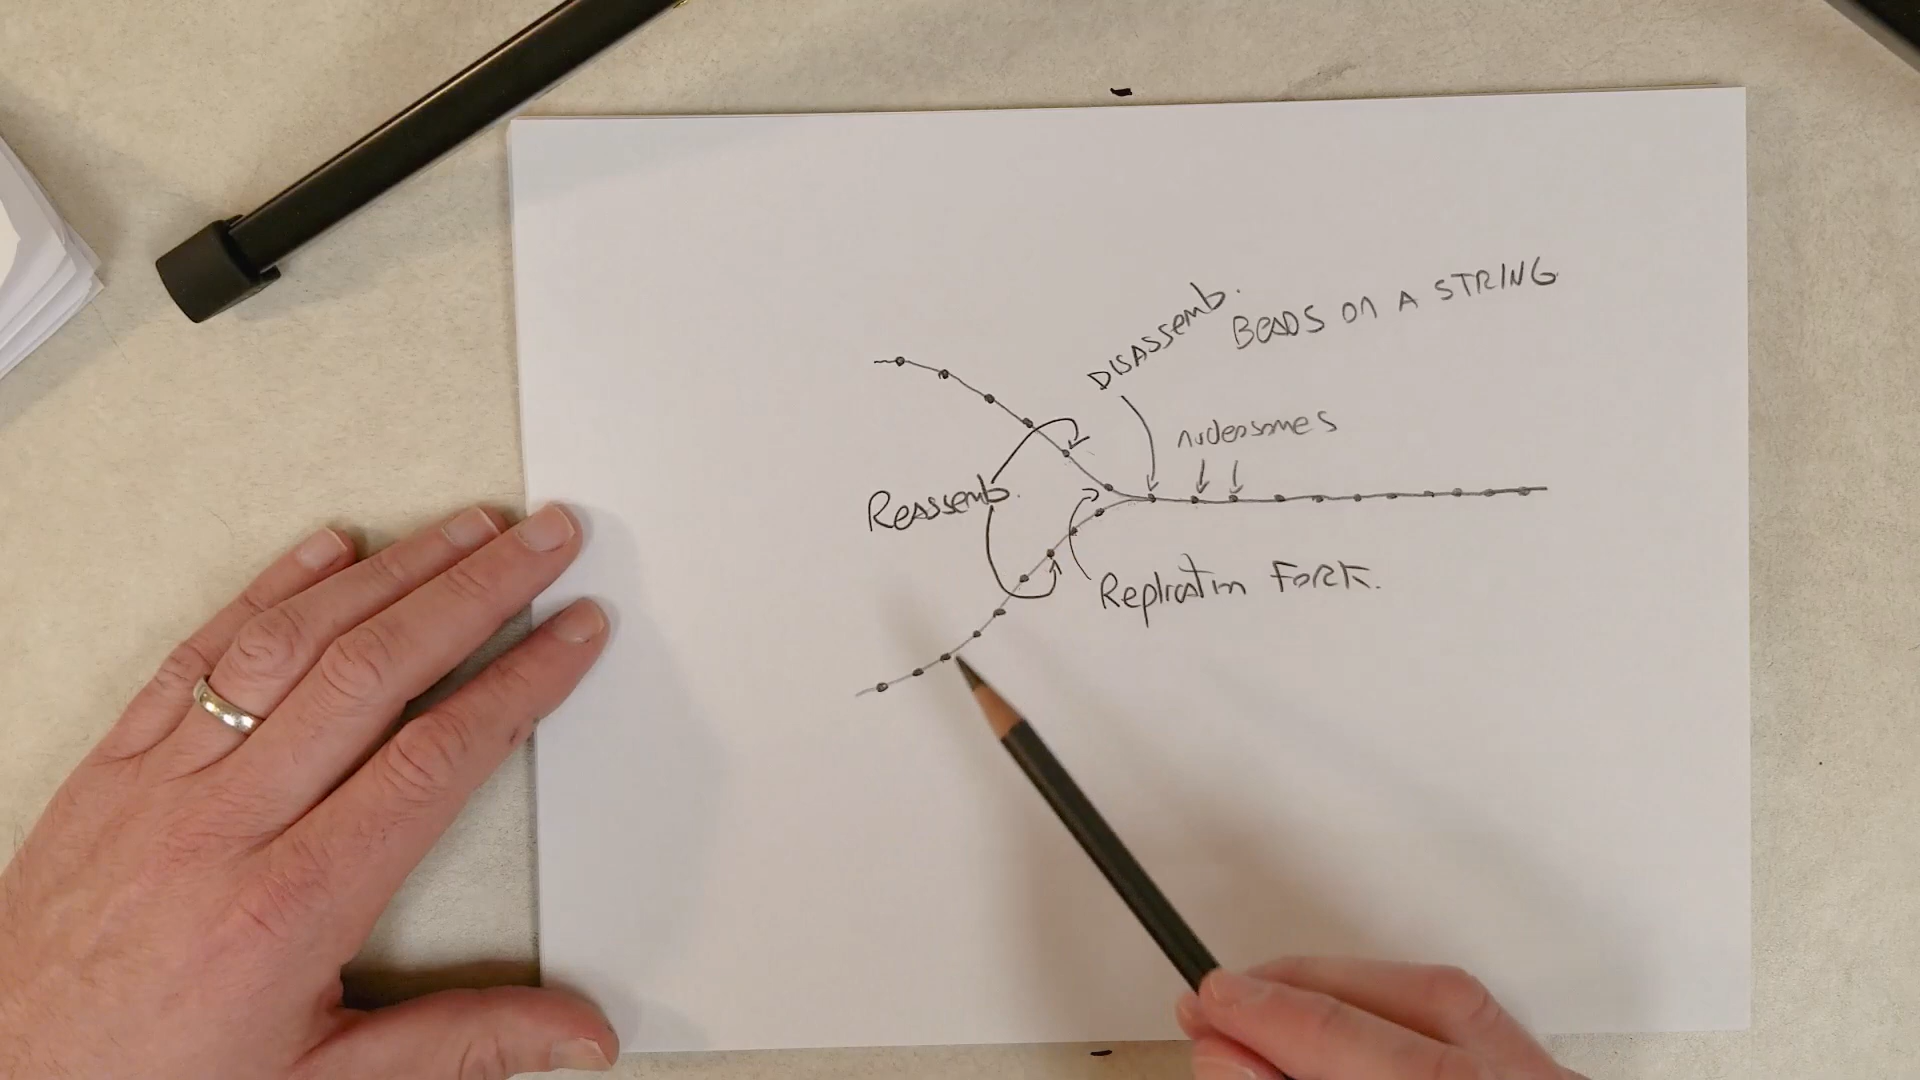 DISASSEMB.
BEADS ON A STRING
nucleosomes
Reassemb.
Replication FORK.